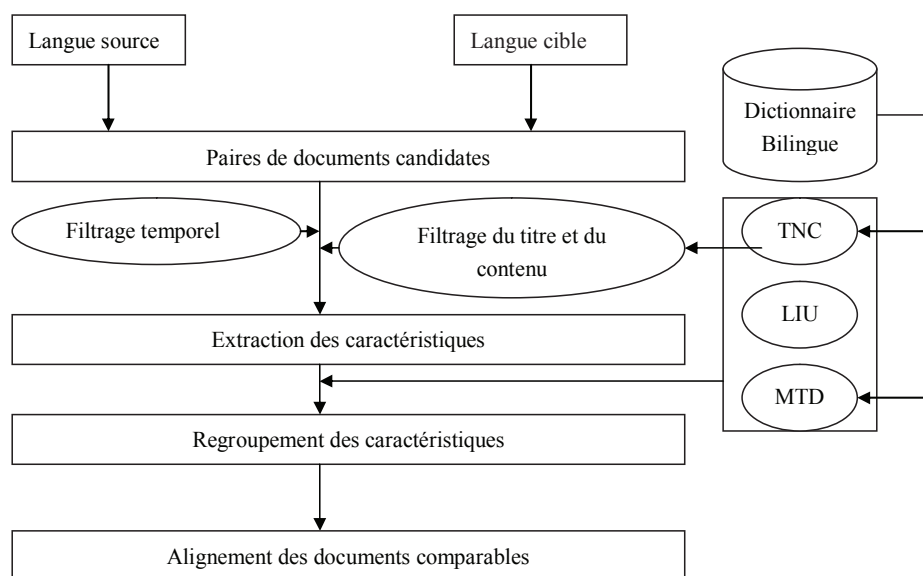 Langue source
Langue cible
Dictionnaire
Bilingue
Paires de documents candidates
Filtrage temporel
Filtrage du titre et du
contenu
TNC
LIU
MTD
Extraction des caractéristiques
Regroupement des caractéristiques
Alignement des documents comparables